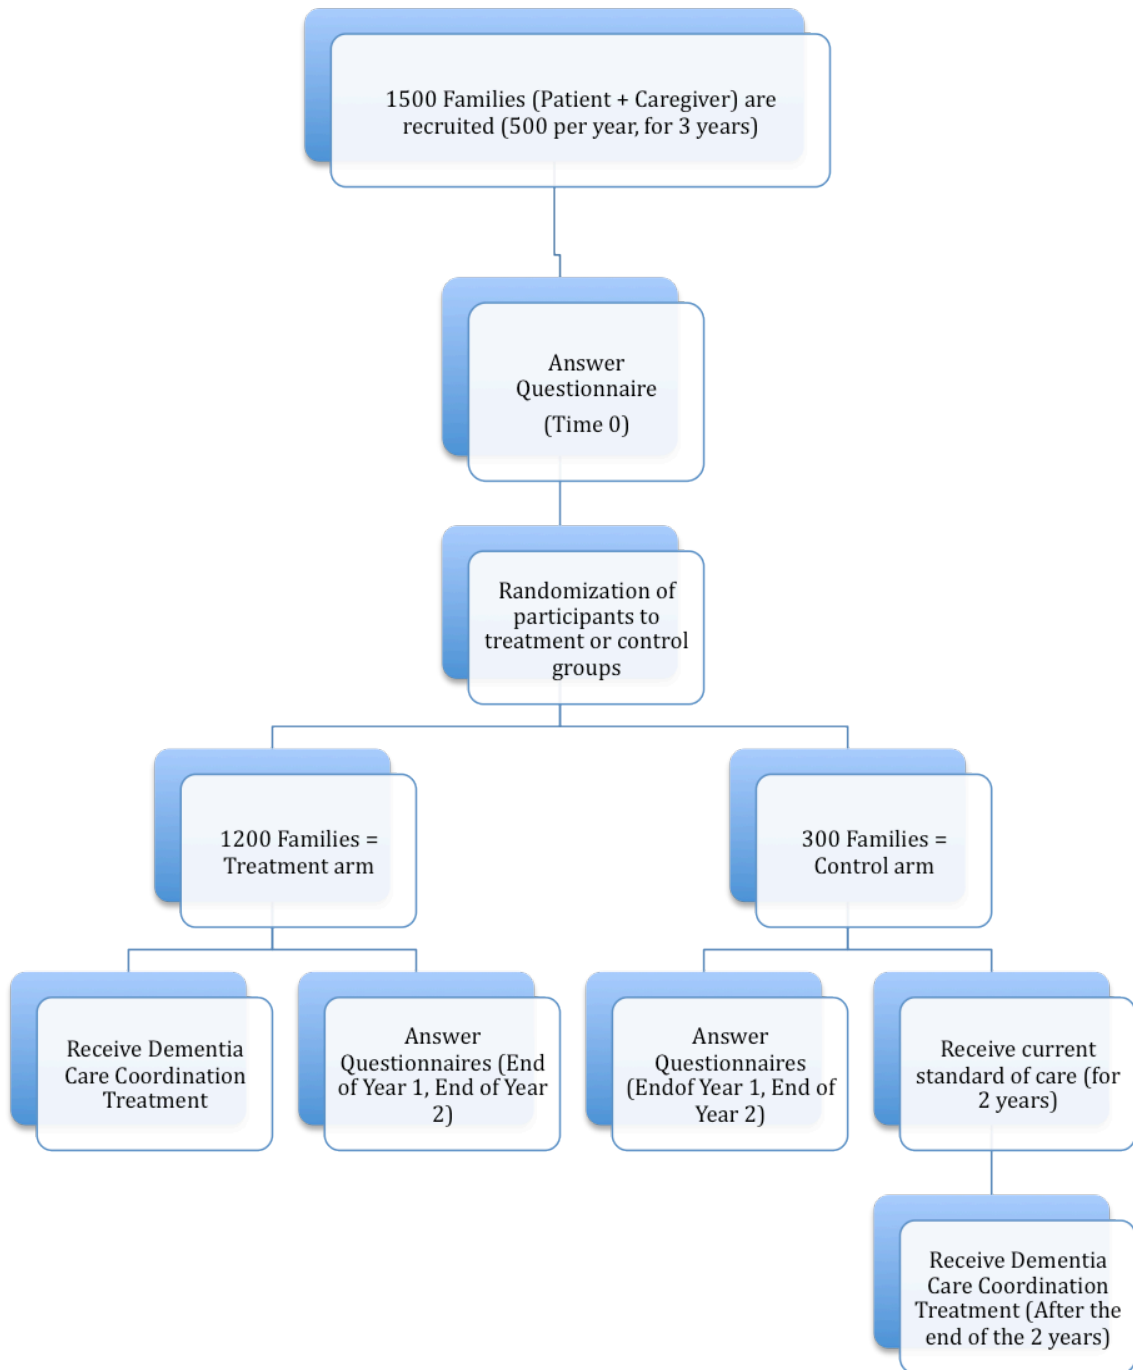 1500 Families (Patient + Caregiver) are
recruited (500 per year, for 3 years)
Answer
Questionnaire
(Time 0)
Randomization of
participants to
treatment or control
groups
1200 Families =
Treatment arm
300 Families =
Control arm
Receive Dementia
Care Coordination
Treatment
Answer
Questionnaires (End
of Year 1, End of Year
2)
Answer
Questionnaires
(Endof Year 1, End of
Year 2)
Receive current
standard of care (for
2 years)
Receive Dementia
Care Coordination
Treatment (After the
end of the 2 years)